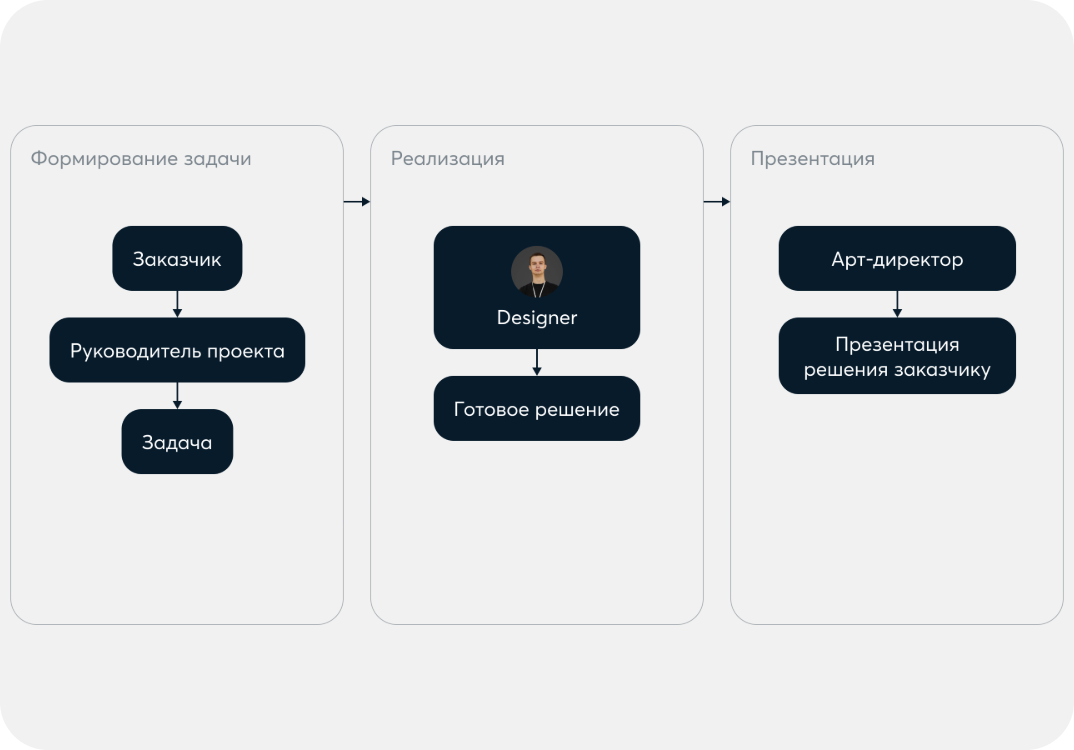 Формирование задачи
Заказчик
Руководитель проекта
Задача
Реализация
Designer
Готовое решение
Презентация
Арт-директор
Презентация
решения заказчику